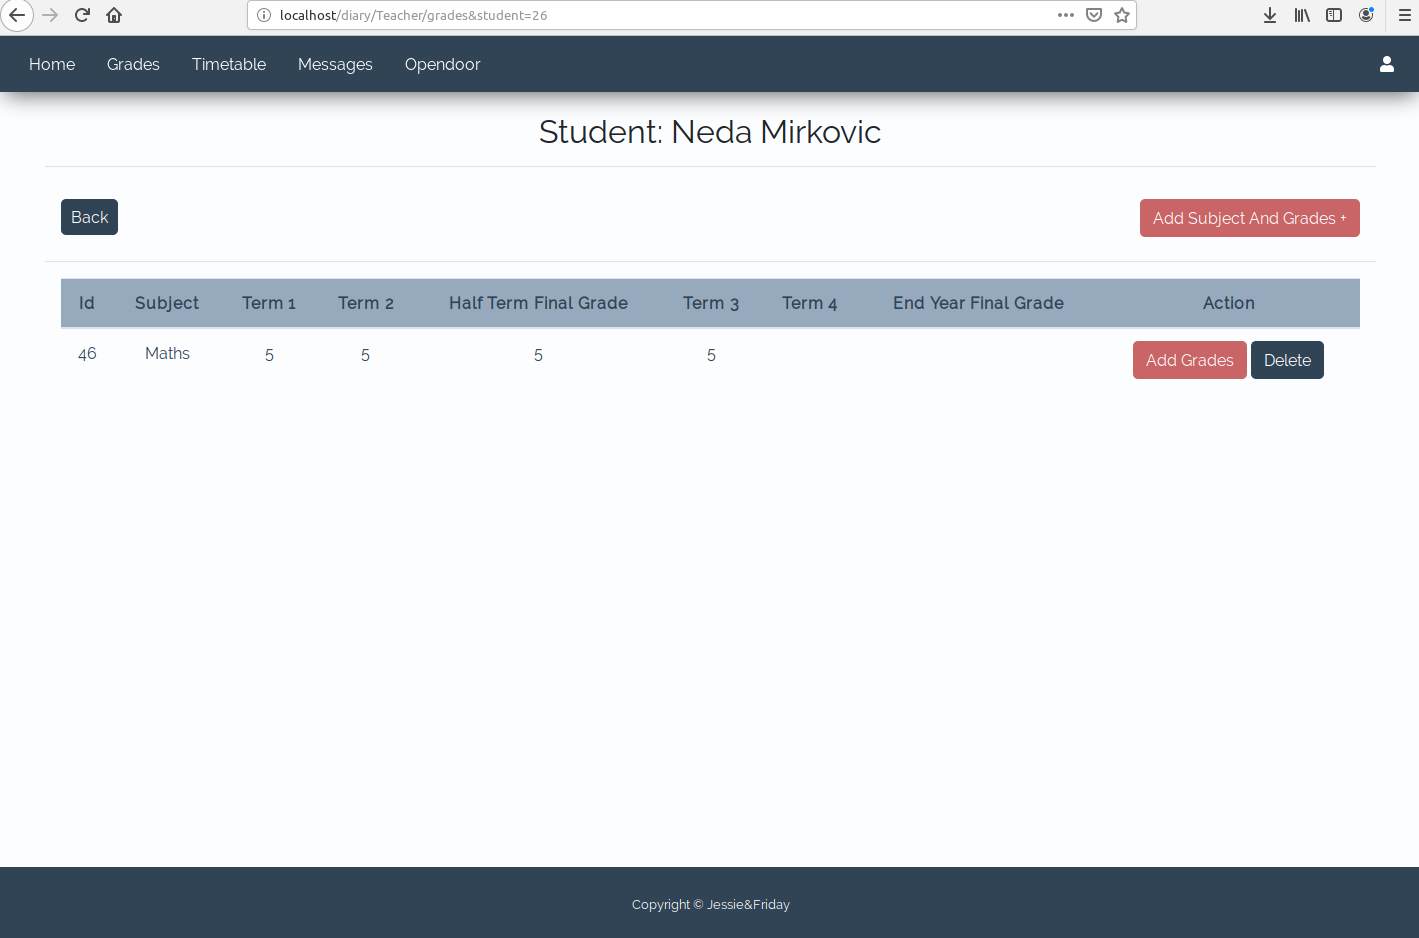 localhost/diary/Teacher/grades&student=26
Home Grades Timetable Messages Opendoor
Student: Neda Mirkovic
Back Add Subject And Grades +
Id Subject Term 1 Term 2 Half Term Final Grade Term 3 Term 4 End Year Final Grade Action
46 Maths 5 5 5 5 Add Grades Delete
Copyright © Jessie&Friday